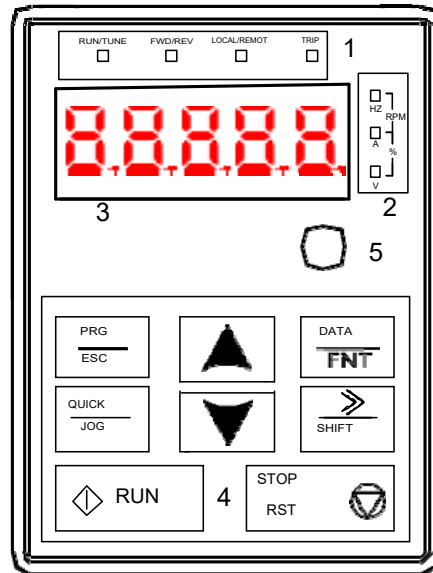 RUN/TUNE FWD/REV LOCAL/REMOT TRIP
1
88888
HZ
RPM
A
%
V
3
2
5
PRG
ESC
DATA
FNT
QUICK
JOG
SHIFT
RUN
4
STOP
RST